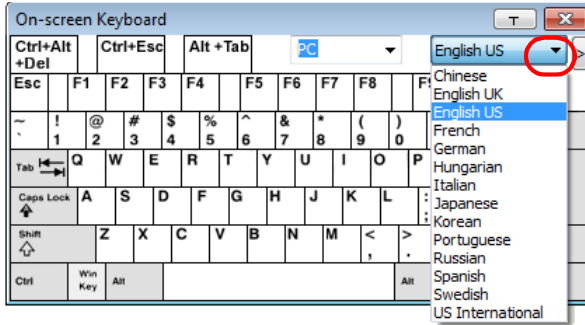 On-screen Keyboard T X
Ctrl+Alt +Del Ctrl+Esc Alt +Tab PC English US >
Esc F1 F2 F3 F4 F5 F6 F7 F8 F9
~ ! @ # $ % ^ & * ( )
` 1 2 3 4 5 6 7 8 9 0
Tab Q W E R T Y U I O P
Caps Lock A S D F G H J K L : ;
Shift Z X C V B N M < , > .
Ctrl Win Key Alt Alt
Chinese
English UK
English US
French
German
Hungarian
Italian
Japanese
Korean
Portuguese
Russian
Spanish
Swedish
US International